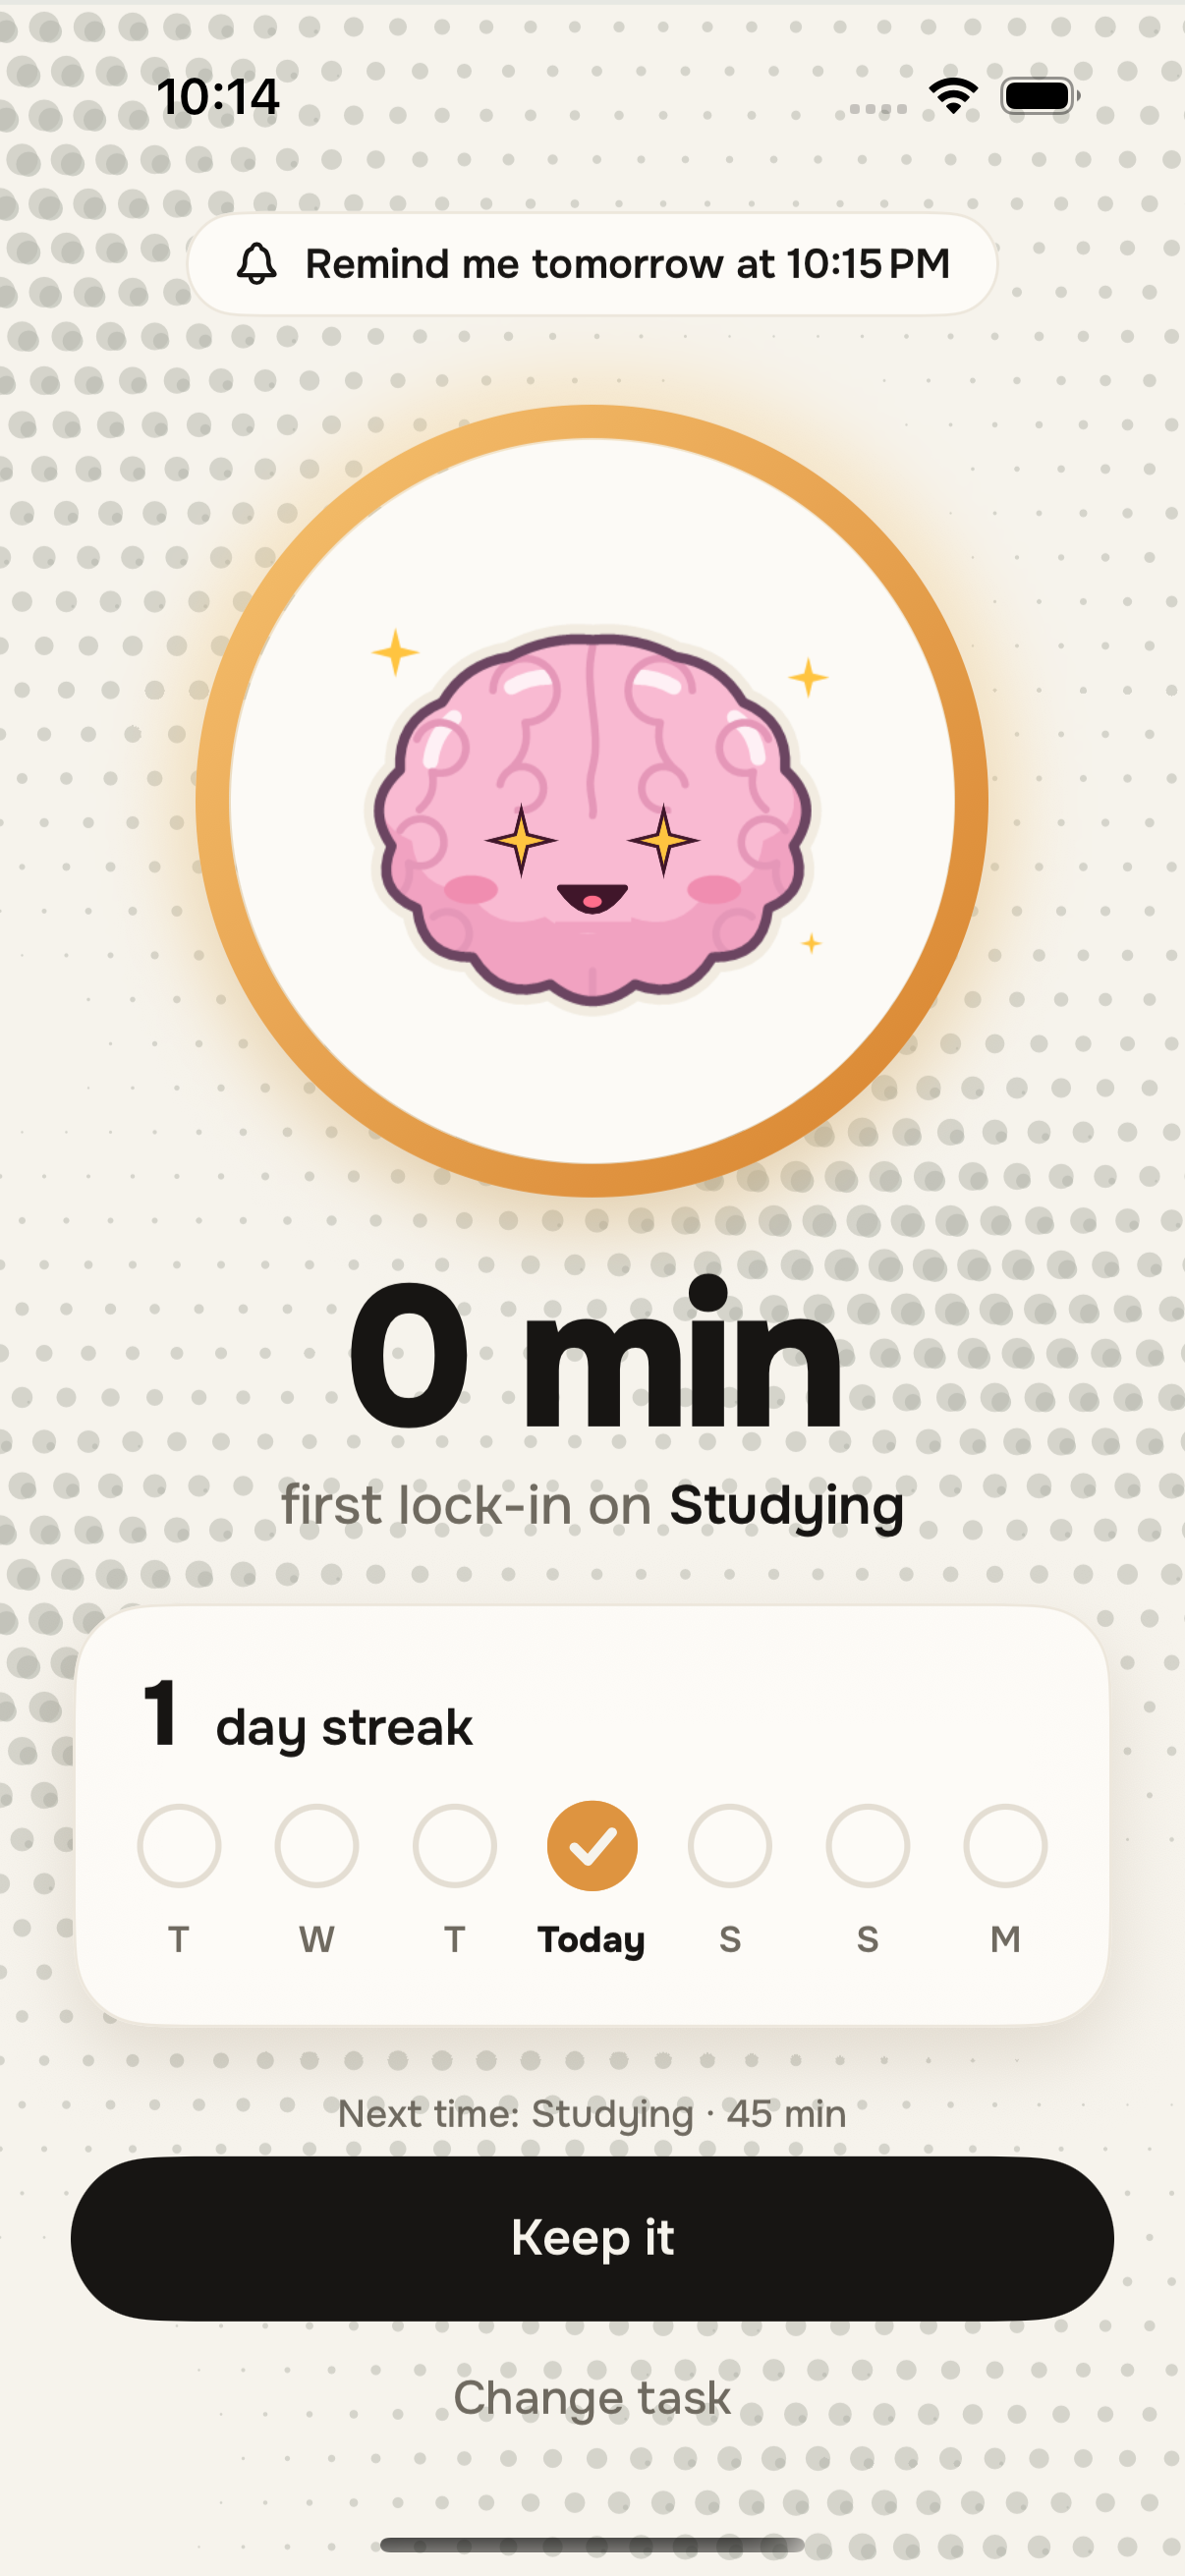 10:14
Remind me tomorrow at 10:15 PM
0 min
first lock-in on Studying
1 day streak
T W T Today S S M
Next time: Studying · 45 min
Keep it
Change task